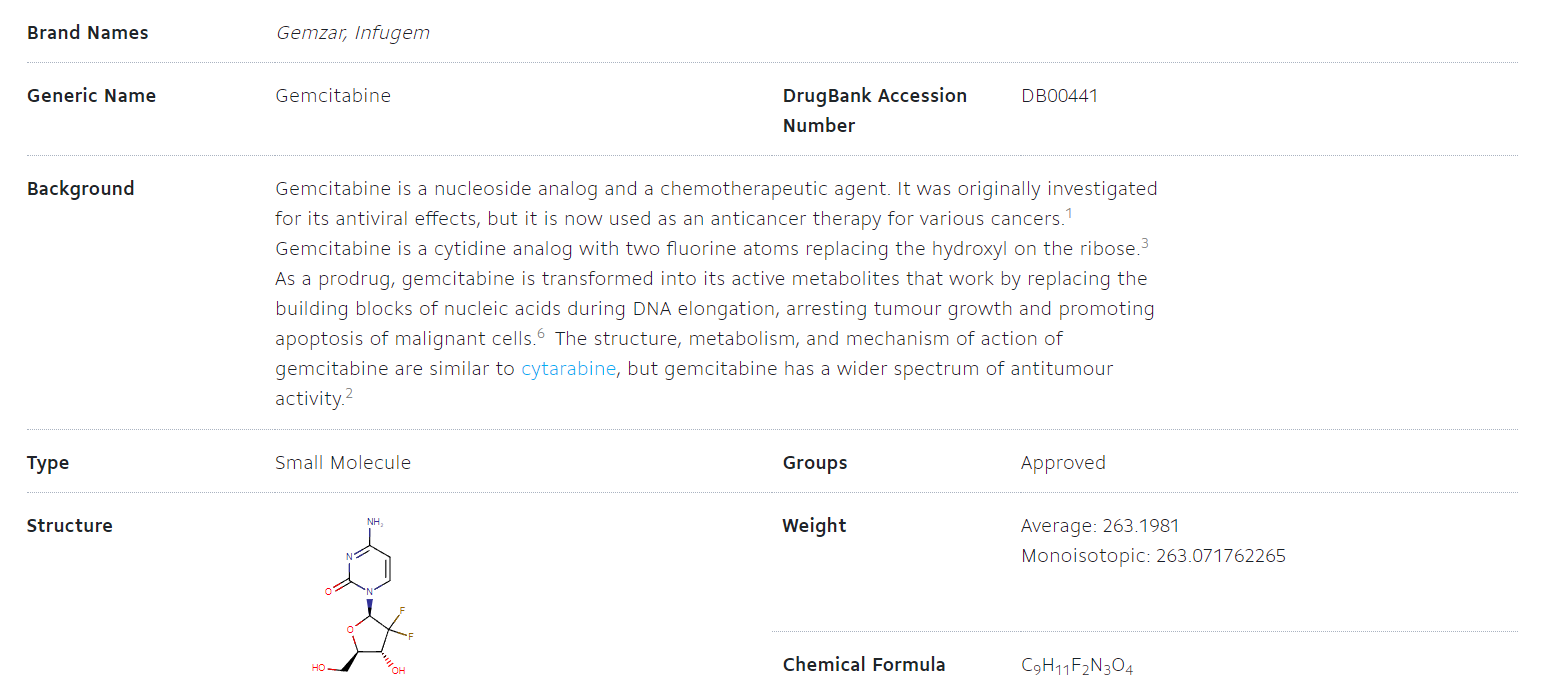 Brand Names Gemzar, Infugem
Generic Name Gemcitabine DrugBank Accession Number DB00441
Background Gemcitabine is a nucleoside analog and a chemotherapeutic agent. It was originally investigated
for its antiviral effects, but it is now used as an anticancer therapy for various cancers.1
Gemcitabine is a cytidine analog with two fluorine atoms replacing the hydroxyl on the ribose.3
As a prodrug, gemcitabine is transformed into its active metabolites that work by replacing the
building blocks of nucleic acids during DNA elongation, arresting tumour growth and promoting
apoptosis of malignant cells.6 The structure, metabolism, and mechanism of action of
gemcitabine are similar to cytarabine, but gemcitabine has a wider spectrum of antitumour
activity.2
Type Small Molecule Groups Approved
Structure
NH2
N
O
N
F
O
F
HO
OH
Weight Average: 263.1981
Monoisotopic: 263.071762265
Chemical Formula C9H11F2N3O4